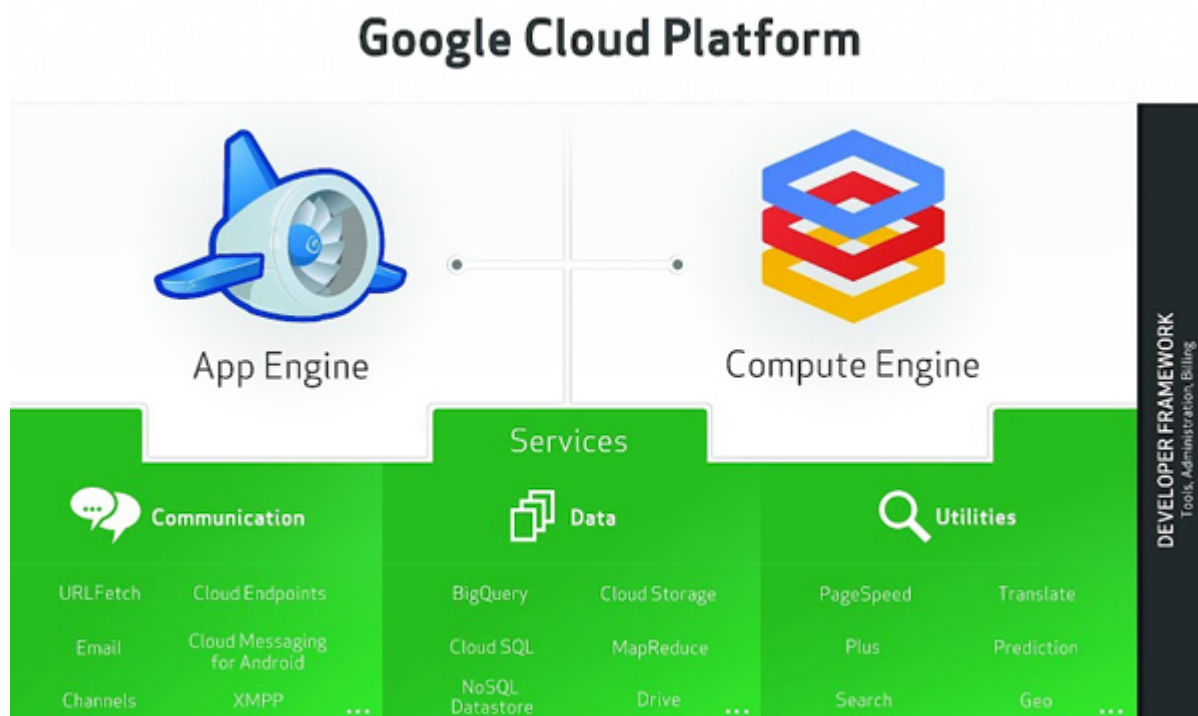 Google Cloud Platform
App Engine
Compute Engine
Services
Communication
URLFetch
Cloud Endpoints
Email
Cloud Messaging
for Android
Channels
XMPP
...
Data
BigQuery
Cloud Storage
Cloud SQL
MapReduce
NoSQL
Datastore
Drive
...
Utilities
PageSpeed
Translate
Plus
Prediction
Search
Geo
...
DEVELOPER FRAMEWORK
Tools, Administration, Billing